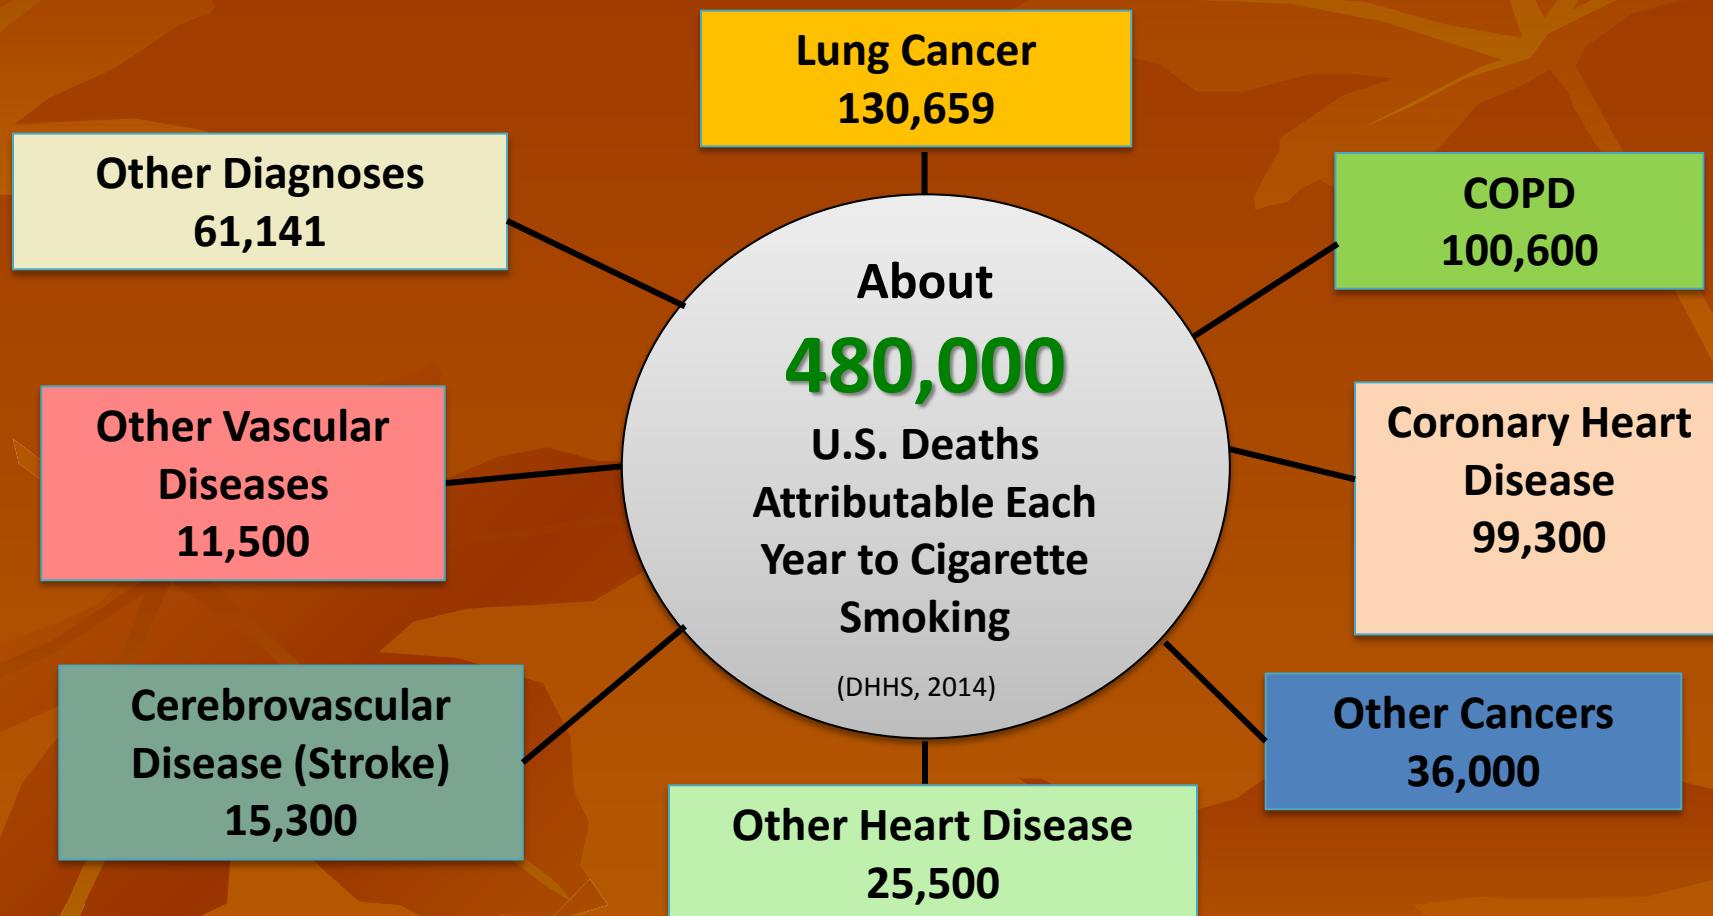 Lung Cancer
130,659
Other Diagnoses
61,141
COPD
100,600
About
480,000
U.S. Deaths
Attributable Each
Year to Cigarette
Smoking
(DHHS, 2014)
Other Vascular
Diseases
11,500
Coronary Heart
Disease
99,300
Cerebrovascular
Disease (Stroke)
15,300
Other Cancers
36,000
Other Heart Disease
25,500